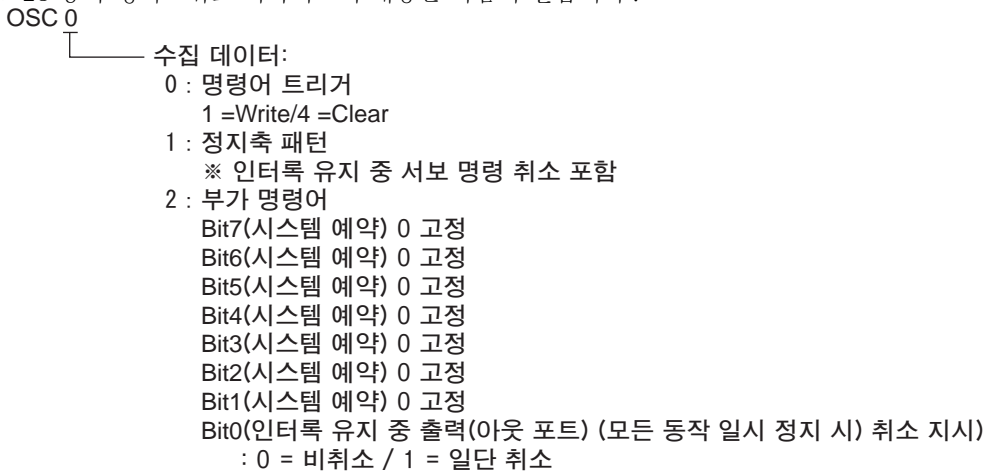 OSC 0
수집 데이터:
0 : 명령어 트리거
1 =Write/4 =Clear
1 : 정지축 패턴
※ 인터록 유지 중 서보 명령 취소 포함
2 : 부가 명령어
Bit7(시스템 예약) 0 고정
Bit6(시스템 예약) 0 고정
Bit5(시스템 예약) 0 고정
Bit4(시스템 예약) 0 고정
Bit3(시스템 예약) 0 고정
Bit2(시스템 예약) 0 고정
Bit1(시스템 예약) 0 고정
Bit0(인터록 유지 중 출력(아웃 포트) (모든 동작 일시 정지 시) 취소 지시)
: 0 = 비취소 / 1 = 일단 취소